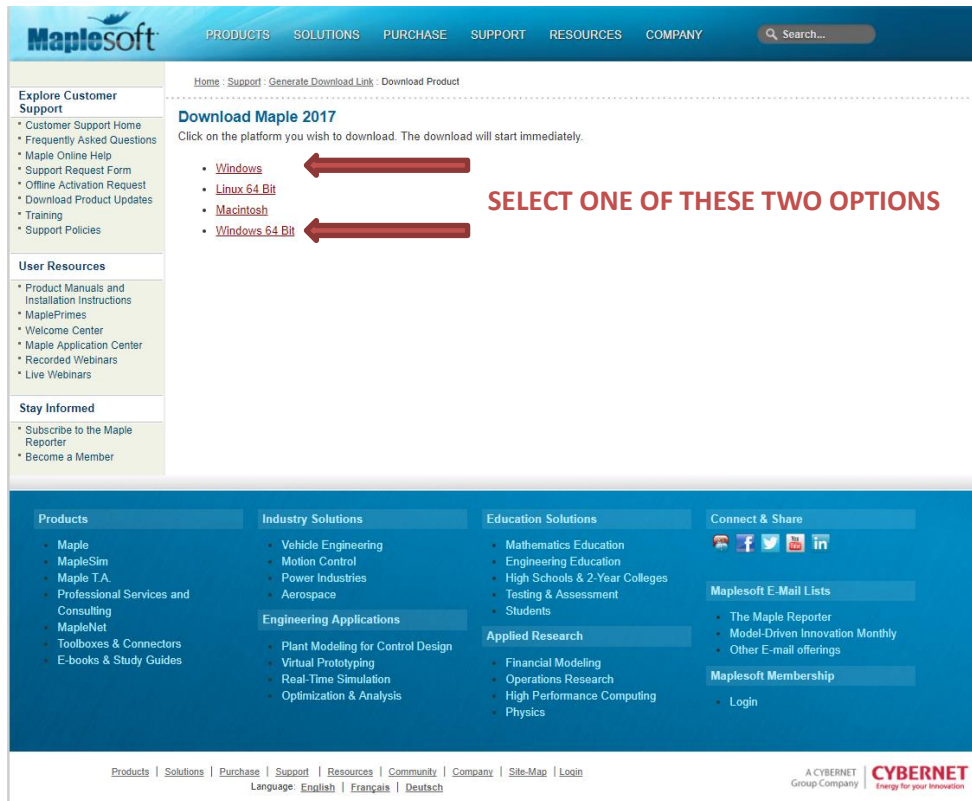 Maplesoft
PRODUCTS SOLUTIONS PURCHASE SUPPORT RESOURCES COMPANY
Search...
Home : Support : Generate Download Link : Download Product
Explore Customer
Support
Customer Support Home
Frequently Asked Questions
Maple Online Help
Support Request Form
Offline Activation Request
Download Product Updates
Training
Support Policies
User Resources
Product Manuals and
Installation Instructions
MaplePrimes
Welcome Center
Maple Application Center
Recorded Webinars
Live Webinars
Stay Informed
Subscribe to the Maple
Reporter
Become a Member
Download Maple 2017
Click on the platform you wish to download. The download will start immediately.
Windows
Linux 64 Bit
Macintosh
Windows 64 Bit
SELECT ONE OF THESE TWO OPTIONS
Products
Maple
MapleSim
Maple T.A.
Professional Services and
Consulting
MapleNet
Toolboxes & Connectors
E-books & Study Guides
Industry Solutions
Vehicle Engineering
Motion Control
Power Industries
Aerospace
Engineering Applications
Plant Modeling for Control Design
Virtual Prototyping
Real-Time Simulation
Optimization & Analysis
Education Solutions
Mathematics Education
Engineering Education
High Schools & 2-Year Colleges
Testing & Assessment
Students
Applied Research
Financial Modeling
Operations Research
High Performance Computing
Physics
Connect & Share
Maplesoft E-Mail Lists
The Maple Reporter
Model-Driven Innovation Monthly
Other E-mail offerings
Maplesoft Membership
Login
Products | Solutions | Purchase | Support | Resources | Community | Company | Site-Map | Login
Language: English | Français | Deutsch
A CYBERNET
Group Company
CYBERNET
Energy for your Innovation